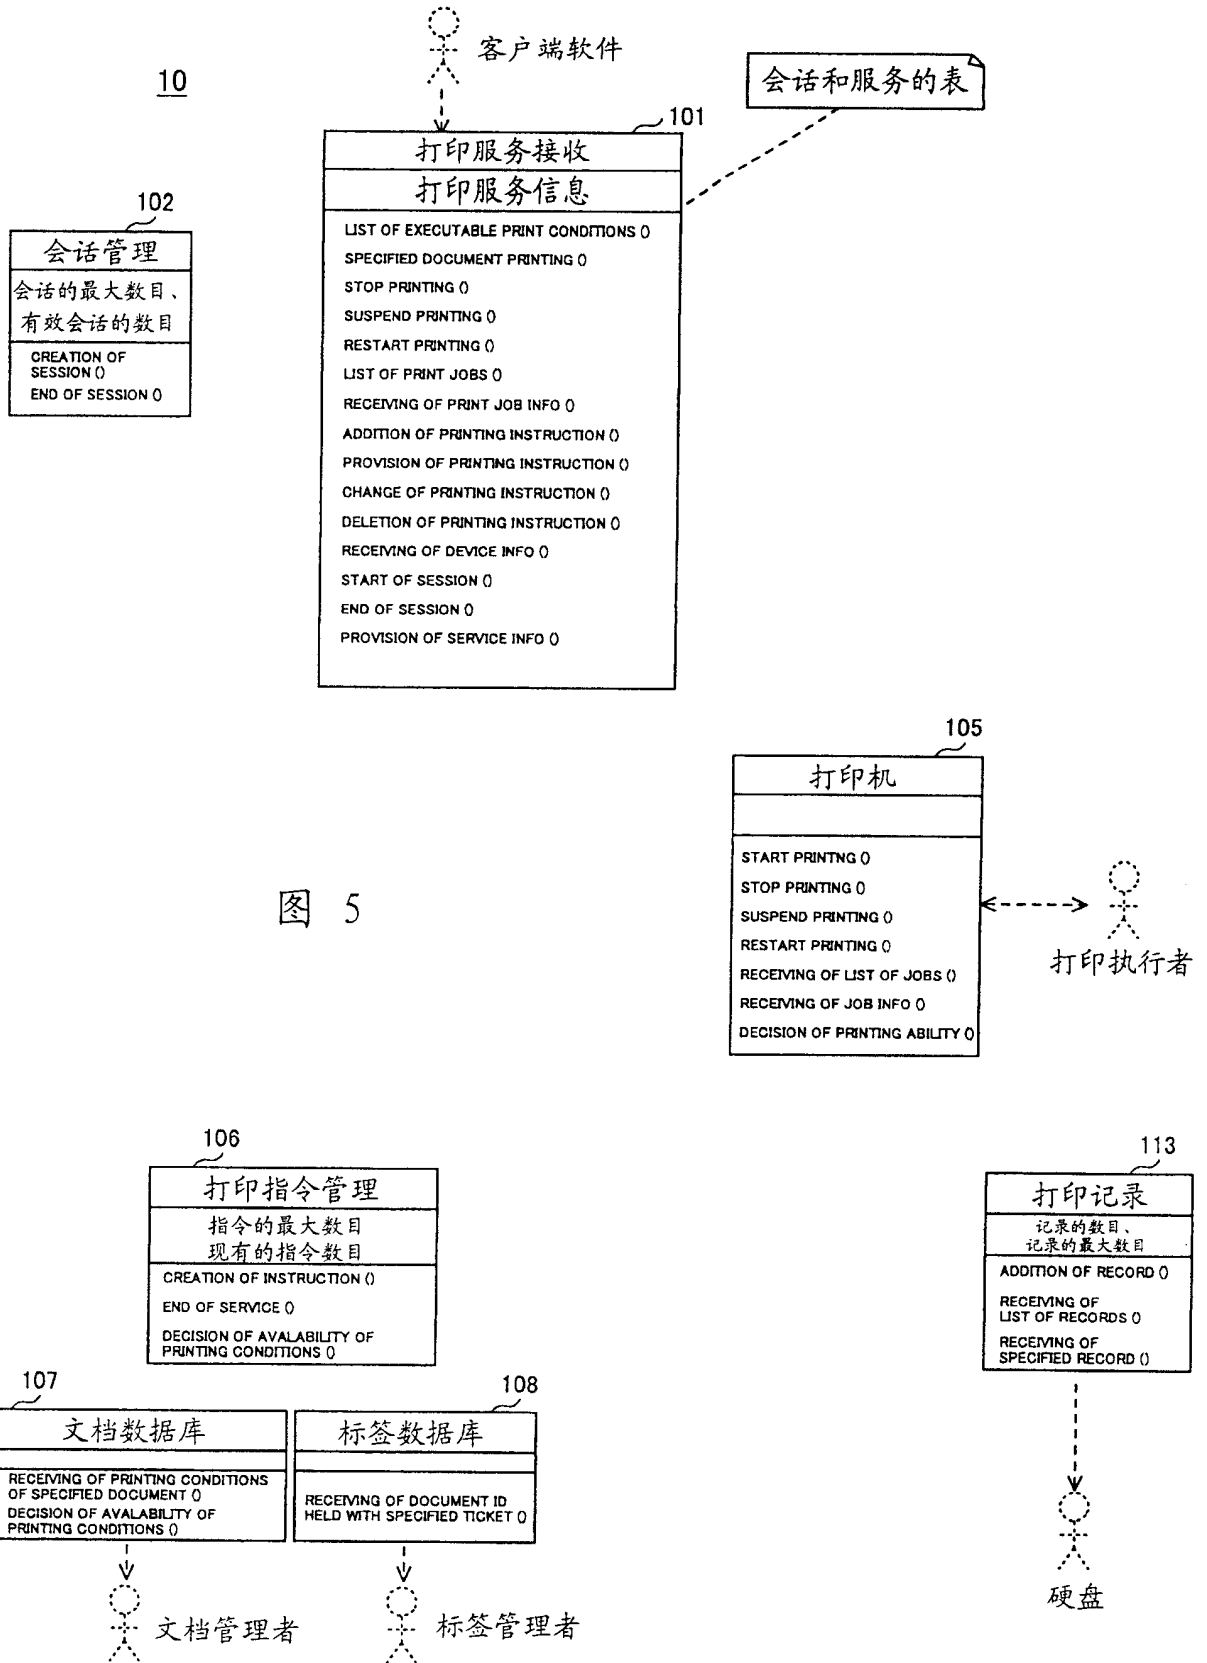 客户端软件
10
会话和服务的表
101
打印服务接收
打印服务信息
LIST OF EXECUTABLE PRINT CONDITIONS ()
SPECIFIED DOCUMENT PRINTING ()
STOP PRINTING ()
SUSPEND PRINTING ()
RESTART PRINTING ()
LIST OF PRINT JOBS ()
RECEIVING OF PRINT JOB INFO ()
ADDITION OF PRINTING INSTRUCTION ()
PROVISION OF PRINTING INSTRUCTION ()
CHANGE OF PRINTING INSTRUCTION ()
DELETION OF PRINTING INSTRUCTION ()
RECEIVING OF DEVICE INFO ()
START OF SESSION ()
END OF SESSION ()
PROVISION OF SERVICE INFO ()
102
会话管理
会话的最大数目、
有效会话的数目
CREATION OF
SESSION ()
END OF SESSION ()
105
打印机
START PRINTNG ()
STOP PRINTING ()
SUSPEND PRINTING ()
RESTART PRINTING ()
RECEIVING OF LIST OF JOBS ()
RECEIVING OF JOB INFO ()
DECISION OF PRINTING ABILITY ()
打印执行者
图 5
106
打印指令管理
指令的最大数目
现有的指令数目
CREATION OF INSTRUCTION ()
END OF SERVICE ()
DECISION OF AVALABILITY OF
PRINTING CONDITIONS ()
113
打印记录
记录的数目、
记录的最大数目
ADDITION OF RECORD ()
RECEIVING OF
LIST OF RECORDS ()
RECEIVING OF
SPECIFIED RECORD ()
硬盘
107
文档数据库
RECEIVING OF PRINTING CONDITIONS
OF SPECIFIED DOCUMENT ()
DECISION OF AVALABILITY OF
PRINTING CONDITIONS ()
文档管理者
108
标签数据库
RECEIVING OF DOCUMENT ID
HELD WITH SPECIFIED TICKET ()
标签管理者